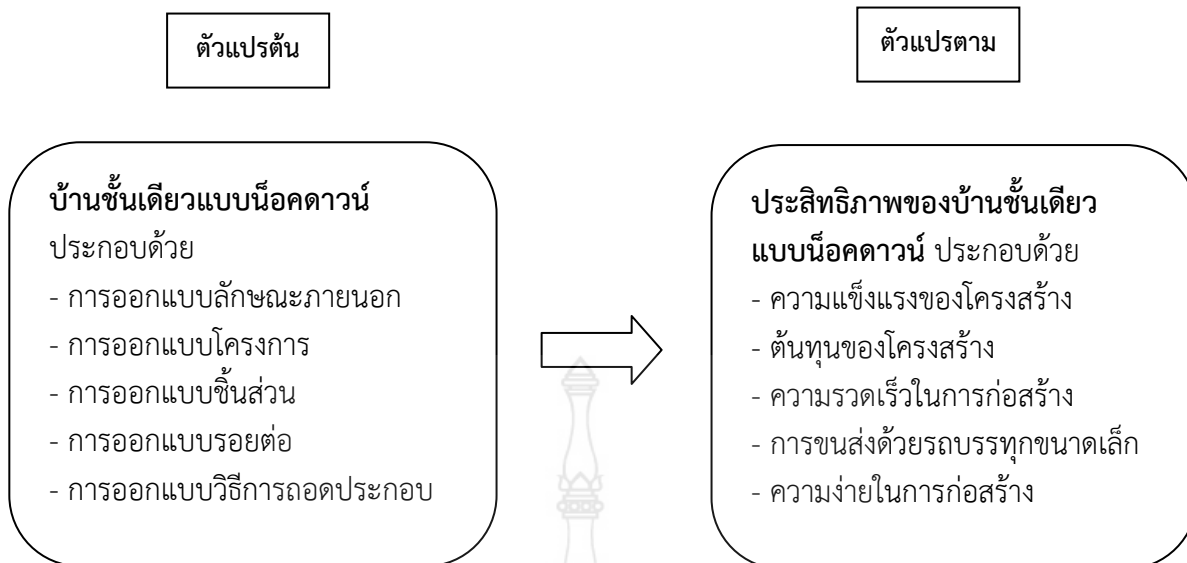 ตัวแปรต้น
ตัวแปรตาม
บ้านชั้นเดียวแบบน็อคดาวน์
ประกอบด้วย
- การออกแบบลักษณะภายนอก
- การออกแบบโครงการ
- การออกแบบชิ้นส่วน
- การออกแบบรอยต่อ
- การออกแบบวิธีการถอดประกอบ
ประสิทธิภาพของบ้านชั้นเดียว
แบบน็อคดาวน์ ประกอบด้วย
- ความแข็งแรงของโครงสร้าง
- ต้นทุนของโครงสร้าง
- ความรวดเร็วในการก่อสร้าง
- การขนส่งด้วยรถบรรทุกขนาดเล็ก
- ความง่ายในการก่อสร้าง